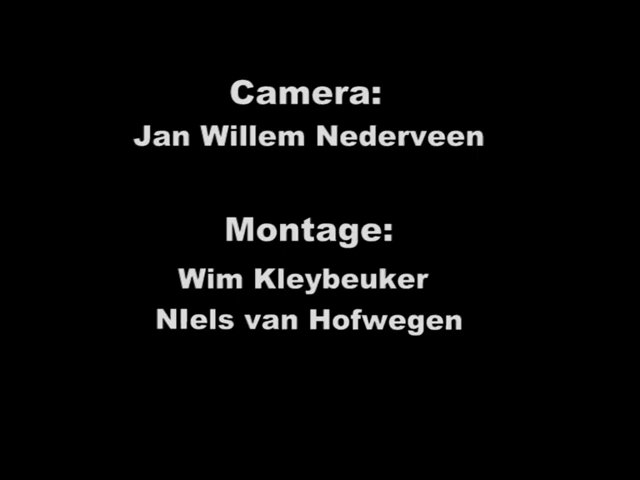 Camera:
Jan Willem Nederveen
Montage:
Wim Kleybeuker
NIels van Hofwegen